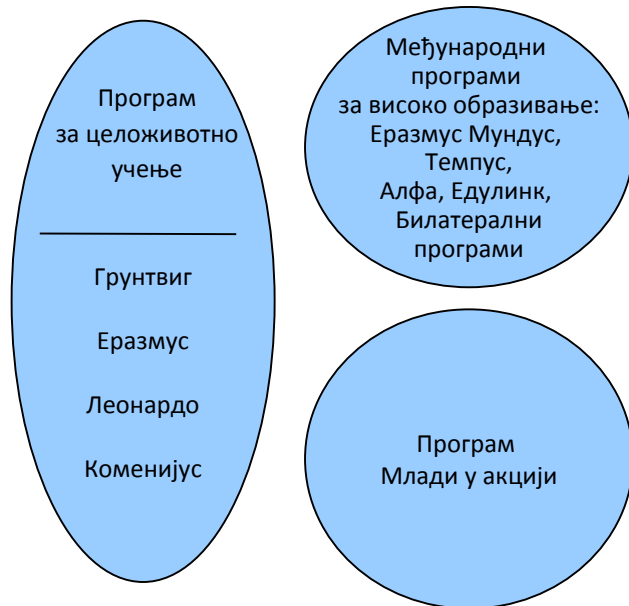 Програм
за целоживотно
учење
Грунтвиг
Еразмус
Леонардо
Коменијус
Међународни
програми
за високо образивање:
Еразмус Мундус,
Темпус,
Алфа, Едулинк,
Билатерални
програми
Програм
Млади у акцији